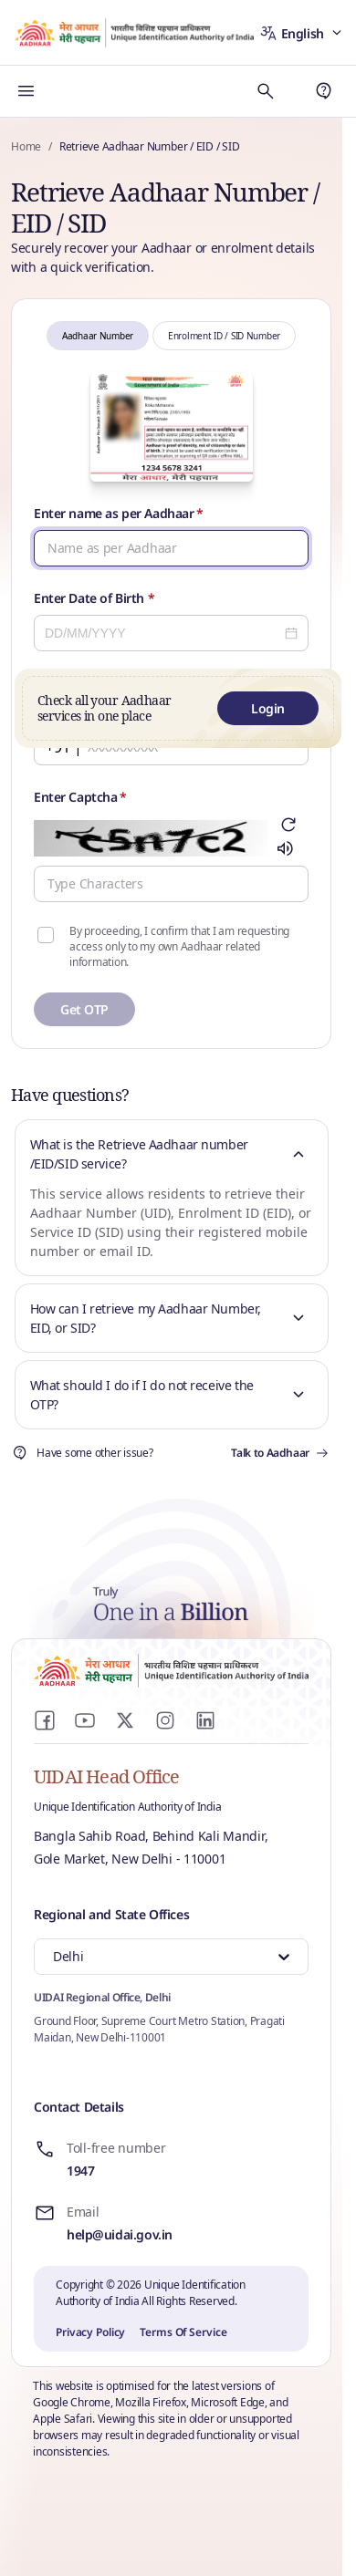 मेरा आधार
मेरी पहचान
भारतीय विशिष्ट पहचान प्राधिकरण
Unique Identification Authority of India
English
Home / Retrieve Aadhaar Number / EID / SID
Retrieve Aadhaar Number /
EID / SID
Securely recover your Aadhaar or enrolment details
with a quick verification.
Aadhaar Number
Enrolment ID / SID Number
Government of India
1234 5678 3241
मेरा आधार, मेरी पहचान
Enter name as per Aadhaar *
Name as per Aadhaar
Enter Date of Birth *
DD/MM/YYYY
Check all your Aadhaar
services in one place
Login
Enter Captcha *
c5n7c2
Type Characters
By proceeding, I confirm that I am requesting
access only to my own Aadhaar related
information.
Get OTP
Have questions?
What is the Retrieve Aadhaar number
/EID/SID service?
This service allows residents to retrieve their
Aadhaar Number (UID), Enrolment ID (EID), or
Service ID (SID) using their registered mobile
number or email ID.
How can I retrieve my Aadhaar Number,
EID, or SID?
What should I do if I do not receive the
OTP?
Have some other issue?
Talk to Aadhaar
Truly
One in a Billion
AADHAAR
मेरा आधार
मेरी पहचान
भारतीय विशिष्ट पहचान प्राधिकरण
Unique Identification Authority of India
UIDAI Head Office
Unique Identification Authority of India
Bangla Sahib Road, Behind Kali Mandir,
Gole Market, New Delhi - 110001
Regional and State Offices
Delhi
UIDAI Regional Office, Delhi
Ground Floor, Supreme Court Metro Station, Pragati
Maidan, New Delhi-110001
Contact Details
Toll-free number
1947
Email
help@uidai.gov.in
Copyright © 2026 Unique Identification
Authority of India All Rights Reserved.
Privacy Policy
Terms Of Service
This website is optimised for the latest versions of
Google Chrome, Mozilla Firefox, Microsoft Edge, and
Apple Safari. Viewing this site in older or unsupported
browsers may result in degraded functionality or visual
inconsistencies.